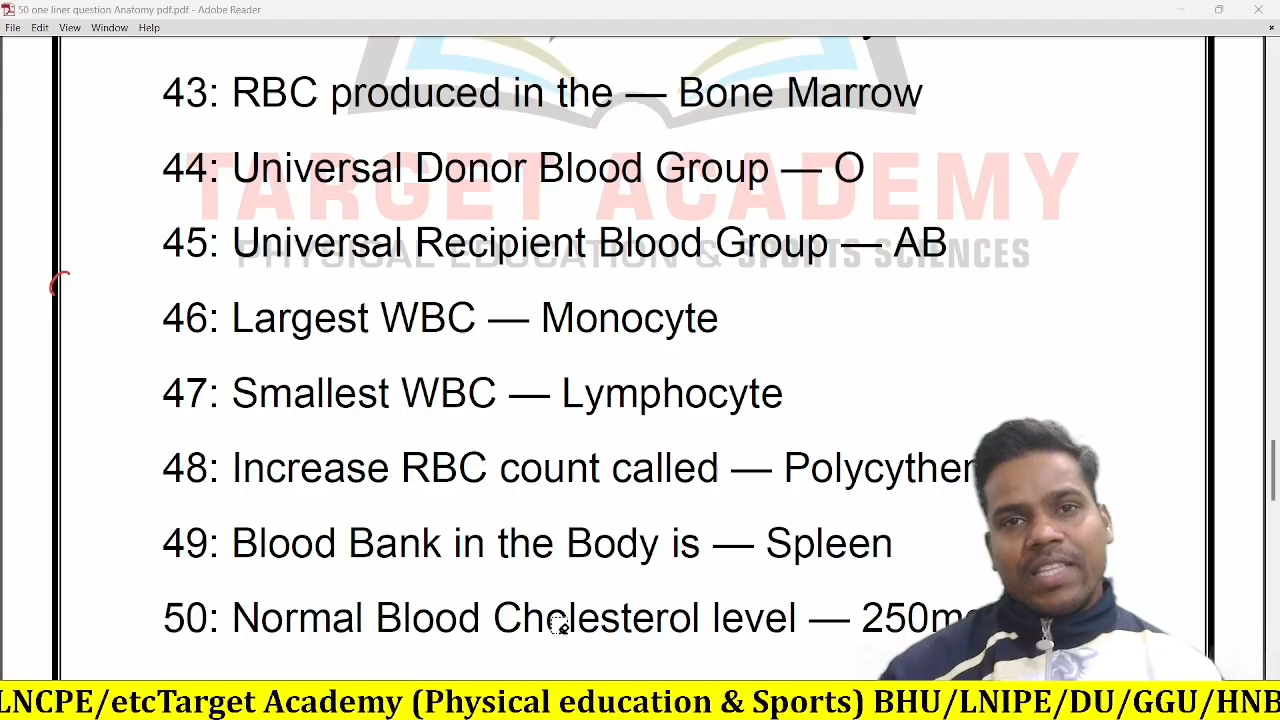 50 one liner question Anatomy pdf.pdf - Adobe Reader
File Edit View Window Help
43: RBC produced in the — Bone Marrow
44: Universal Donor Blood Group — O
TARGET ACADEMY
45: Universal Recipient Blood Group — AB
PHYSICAL EDUCATION & SPORTS SCIENCES
46: Largest WBC — Monocyte
47: Smallest WBC — Lymphocyte
48: Increase RBC count called — Polycythem
49: Blood Bank in the Body is — Spleen
50: Normal Blood Cholesterol level — 250m
LNCPE/etcTarget Academy (Physical education & Sports) BHU/LNIPE/DU/GGU/HNB